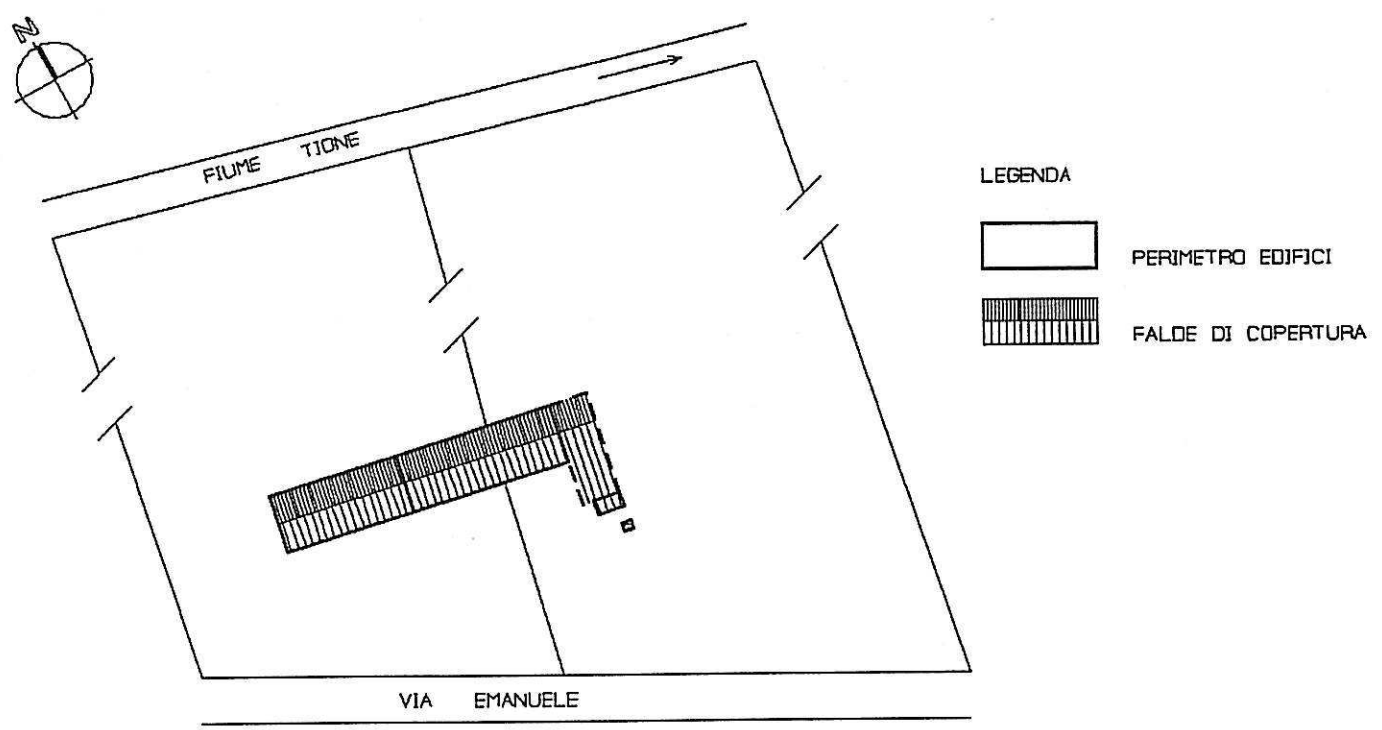 N
FIUME TIONE
LEGENDA
PERIMETRO EDIFICI
FALDE DI COPERTURA
VIA EMANUELE